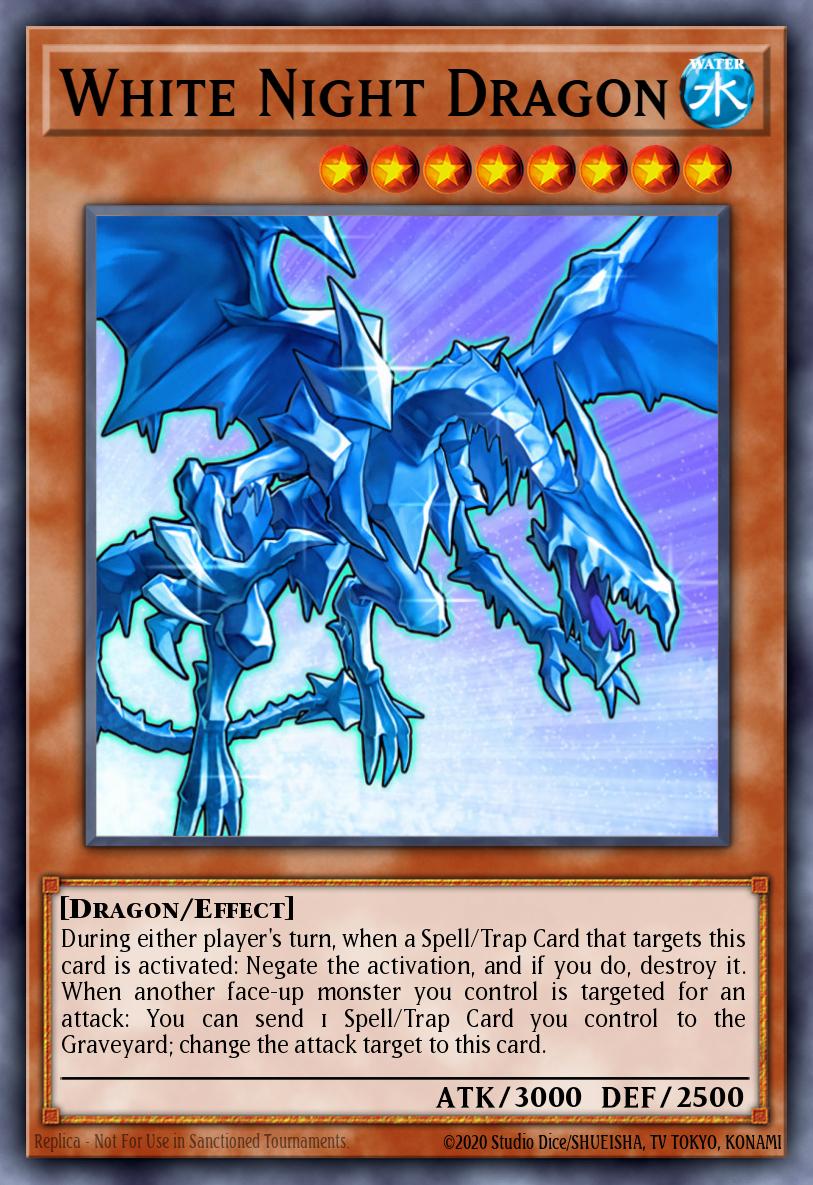 White Night Dragon
WATER
水
[Dragon/Effect]
During either player's turn, when a Spell/Trap Card that targets this
card is activated: Negate the activation, and if you do, destroy it.
When another face-up monster you control is targeted for an
attack: You can send 1 Spell/Trap Card you control to the
Graveyard; change the attack target to this card.
ATK/3000 DEF/2500
Replica - Not For Use in Sanctioned Tournaments.
©2020 Studio Dice/SHUEISHA, TV TOKYO, KONAMI